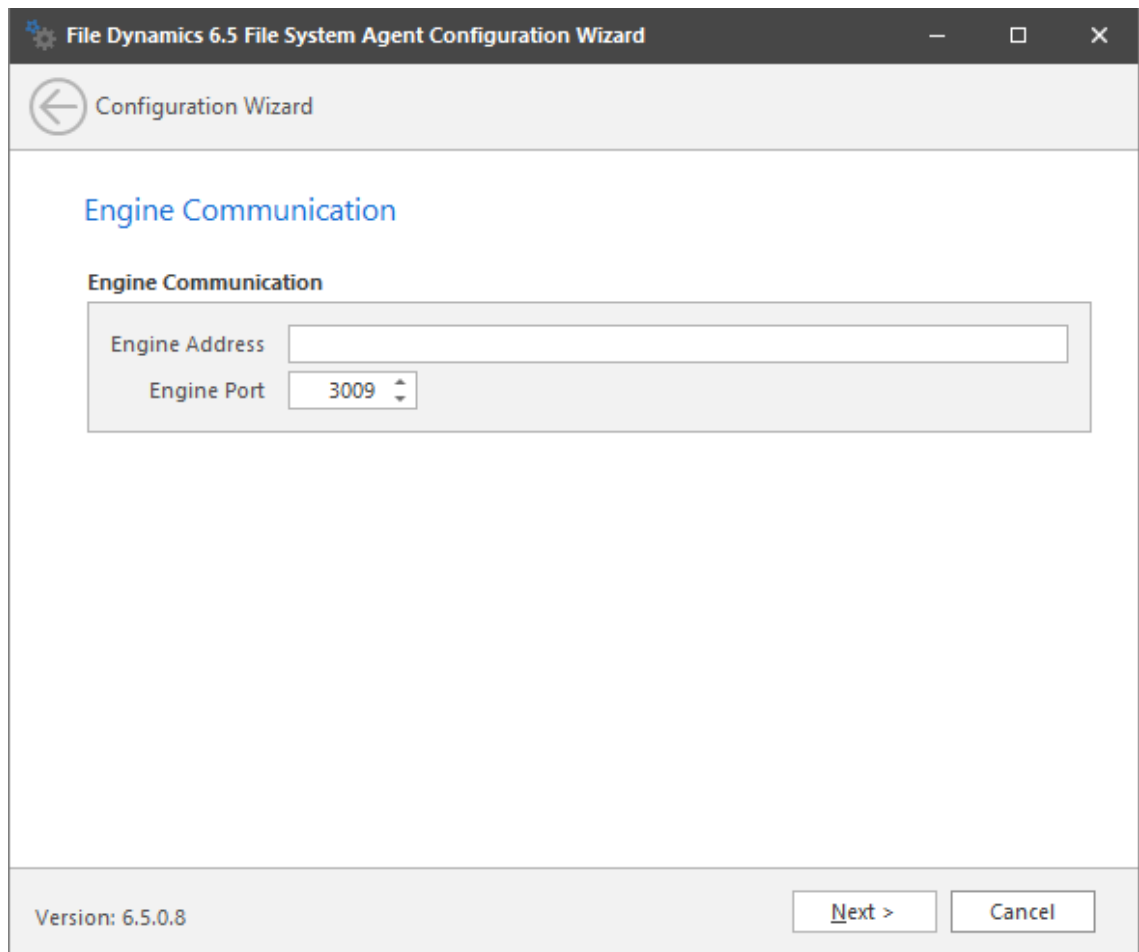 File Dynamics 6.5 File System Agent Configuration Wizard
Configuration Wizard
Engine Communication
Engine Communication
Engine Address
Engine Port 3009
Version: 6.5.0.8 Next > Cancel